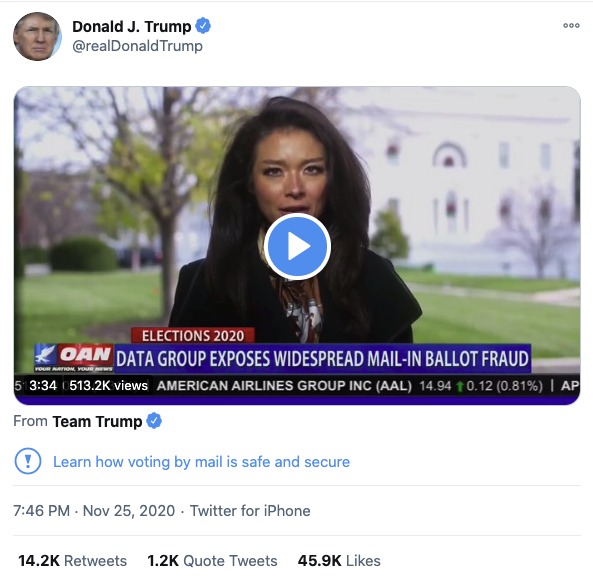 Donald J. Trump
@realDonaldTrump
ELECTIONS 2020
OAN
YOUR NATION, YOUR NEWS
DATA GROUP EXPOSES WIDESPREAD MAIL-IN BALLOT FRAUD
3:34 513.2K views AMERICAN AIRLINES GROUP INC (AAL) 14.94 0.12 (0.81%) | AP
From Team Trump
Learn how voting by mail is safe and secure
7:46 PM · Nov 25, 2020 · Twitter for iPhone
14.2K Retweets 1.2K Quote Tweets 45.9K Likes